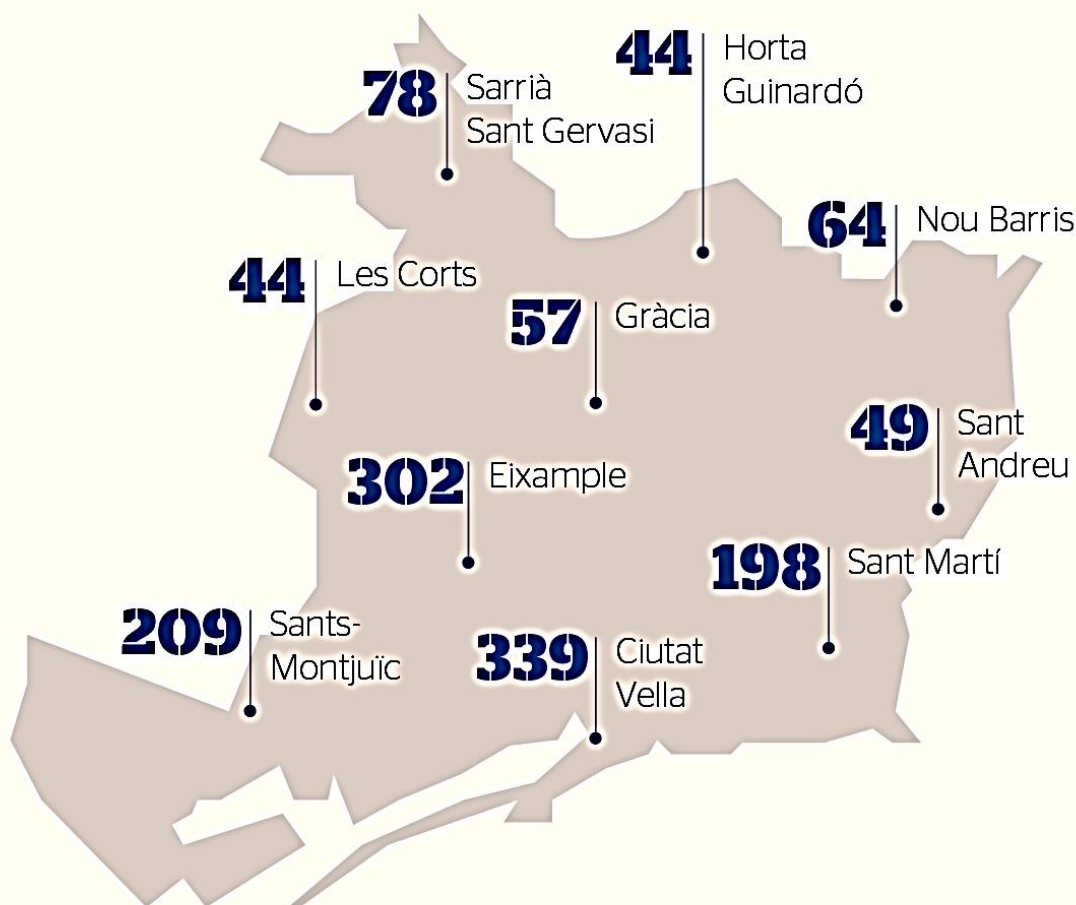 44 Horta
Guinardó
78 Sarrià
Sant Gervasi
64 Nou Barris
44 Les Corts
57 Gràcia
49 Sant
Andreu
302 Eixample
198 Sant Martí
209 Sants-
Montjuïc
339 Ciutat
Vella